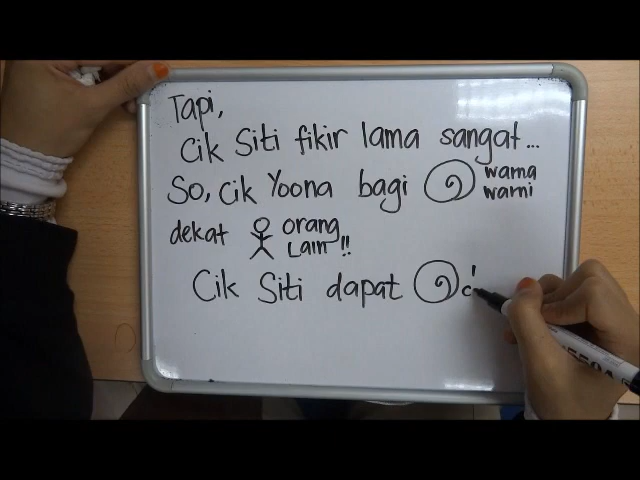 Tapi,
Cik Siti fikir lama sangat...
So, Cik Yoona bagi warna
warni
dekat orang
Lain !!
Cik Siti dapat c